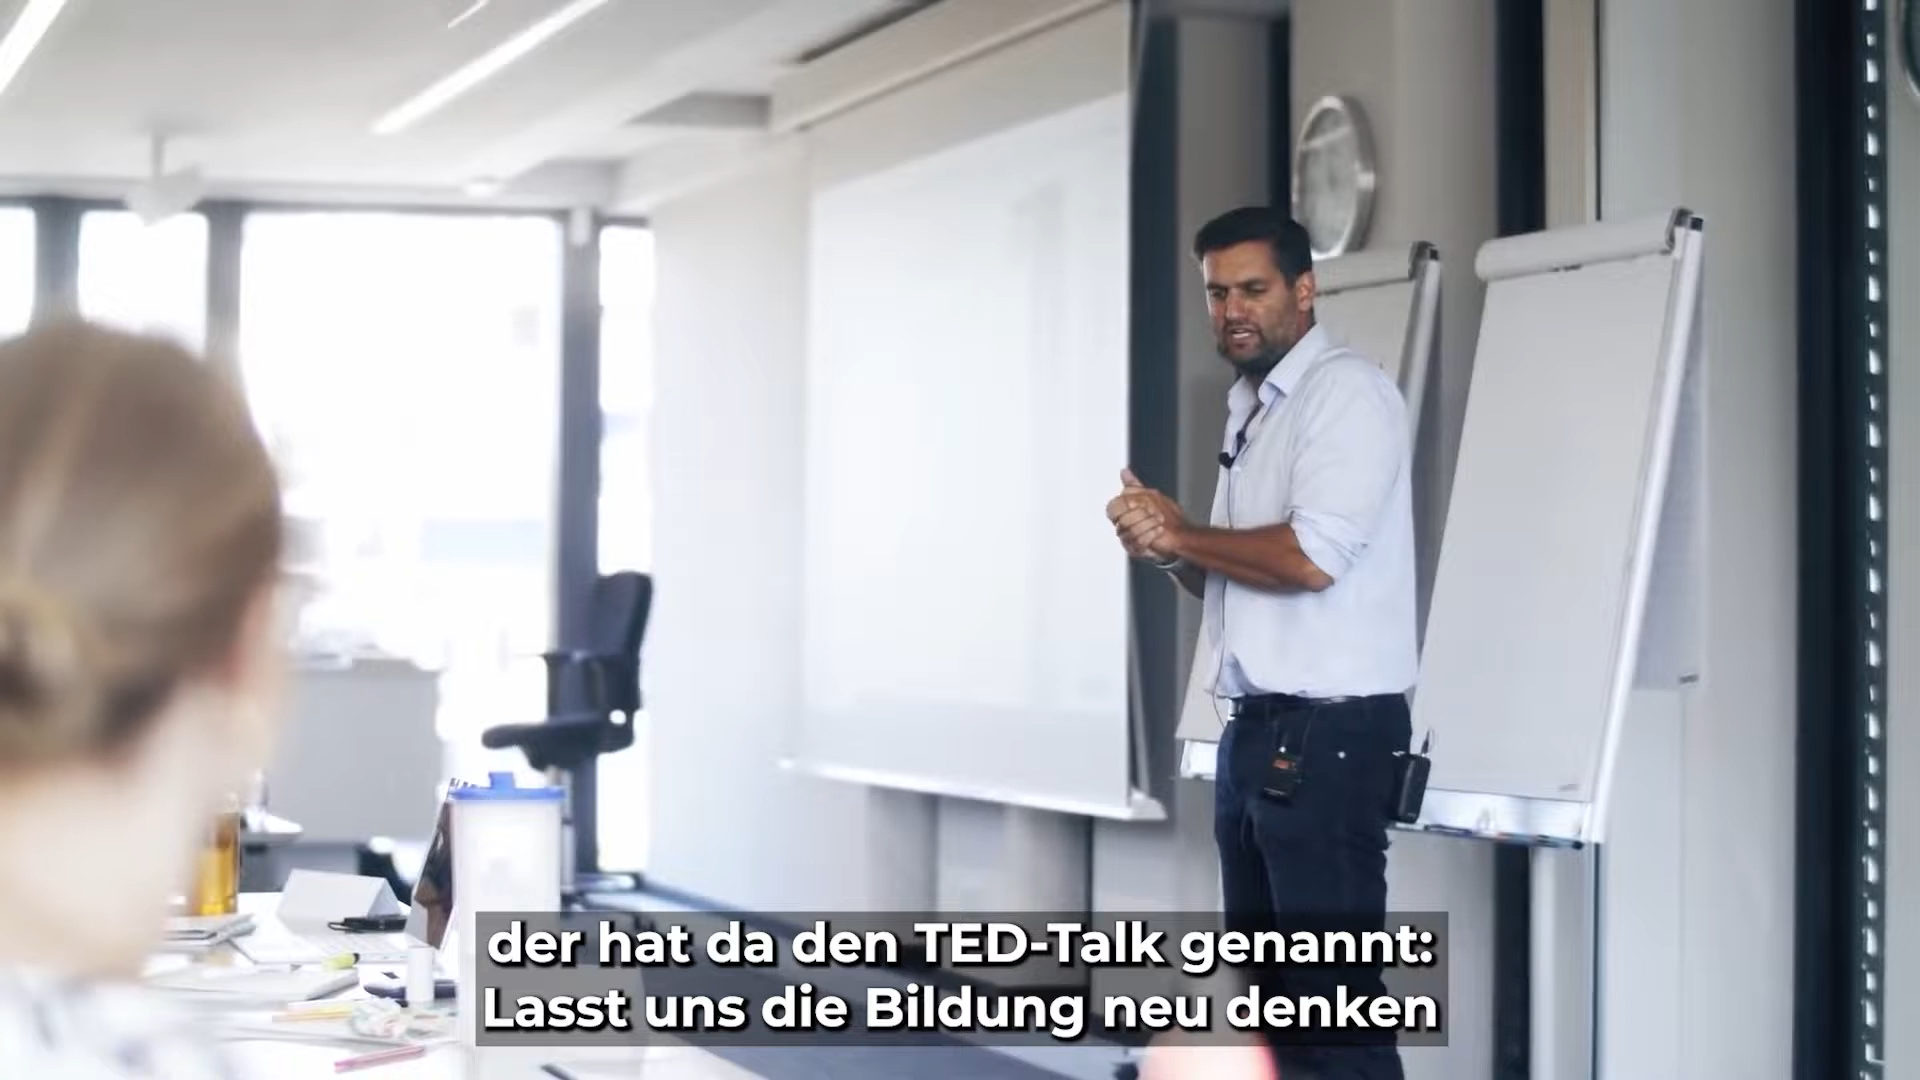 der hat da den TED-Talk genannt:
Lasst uns die Bildung neu denken